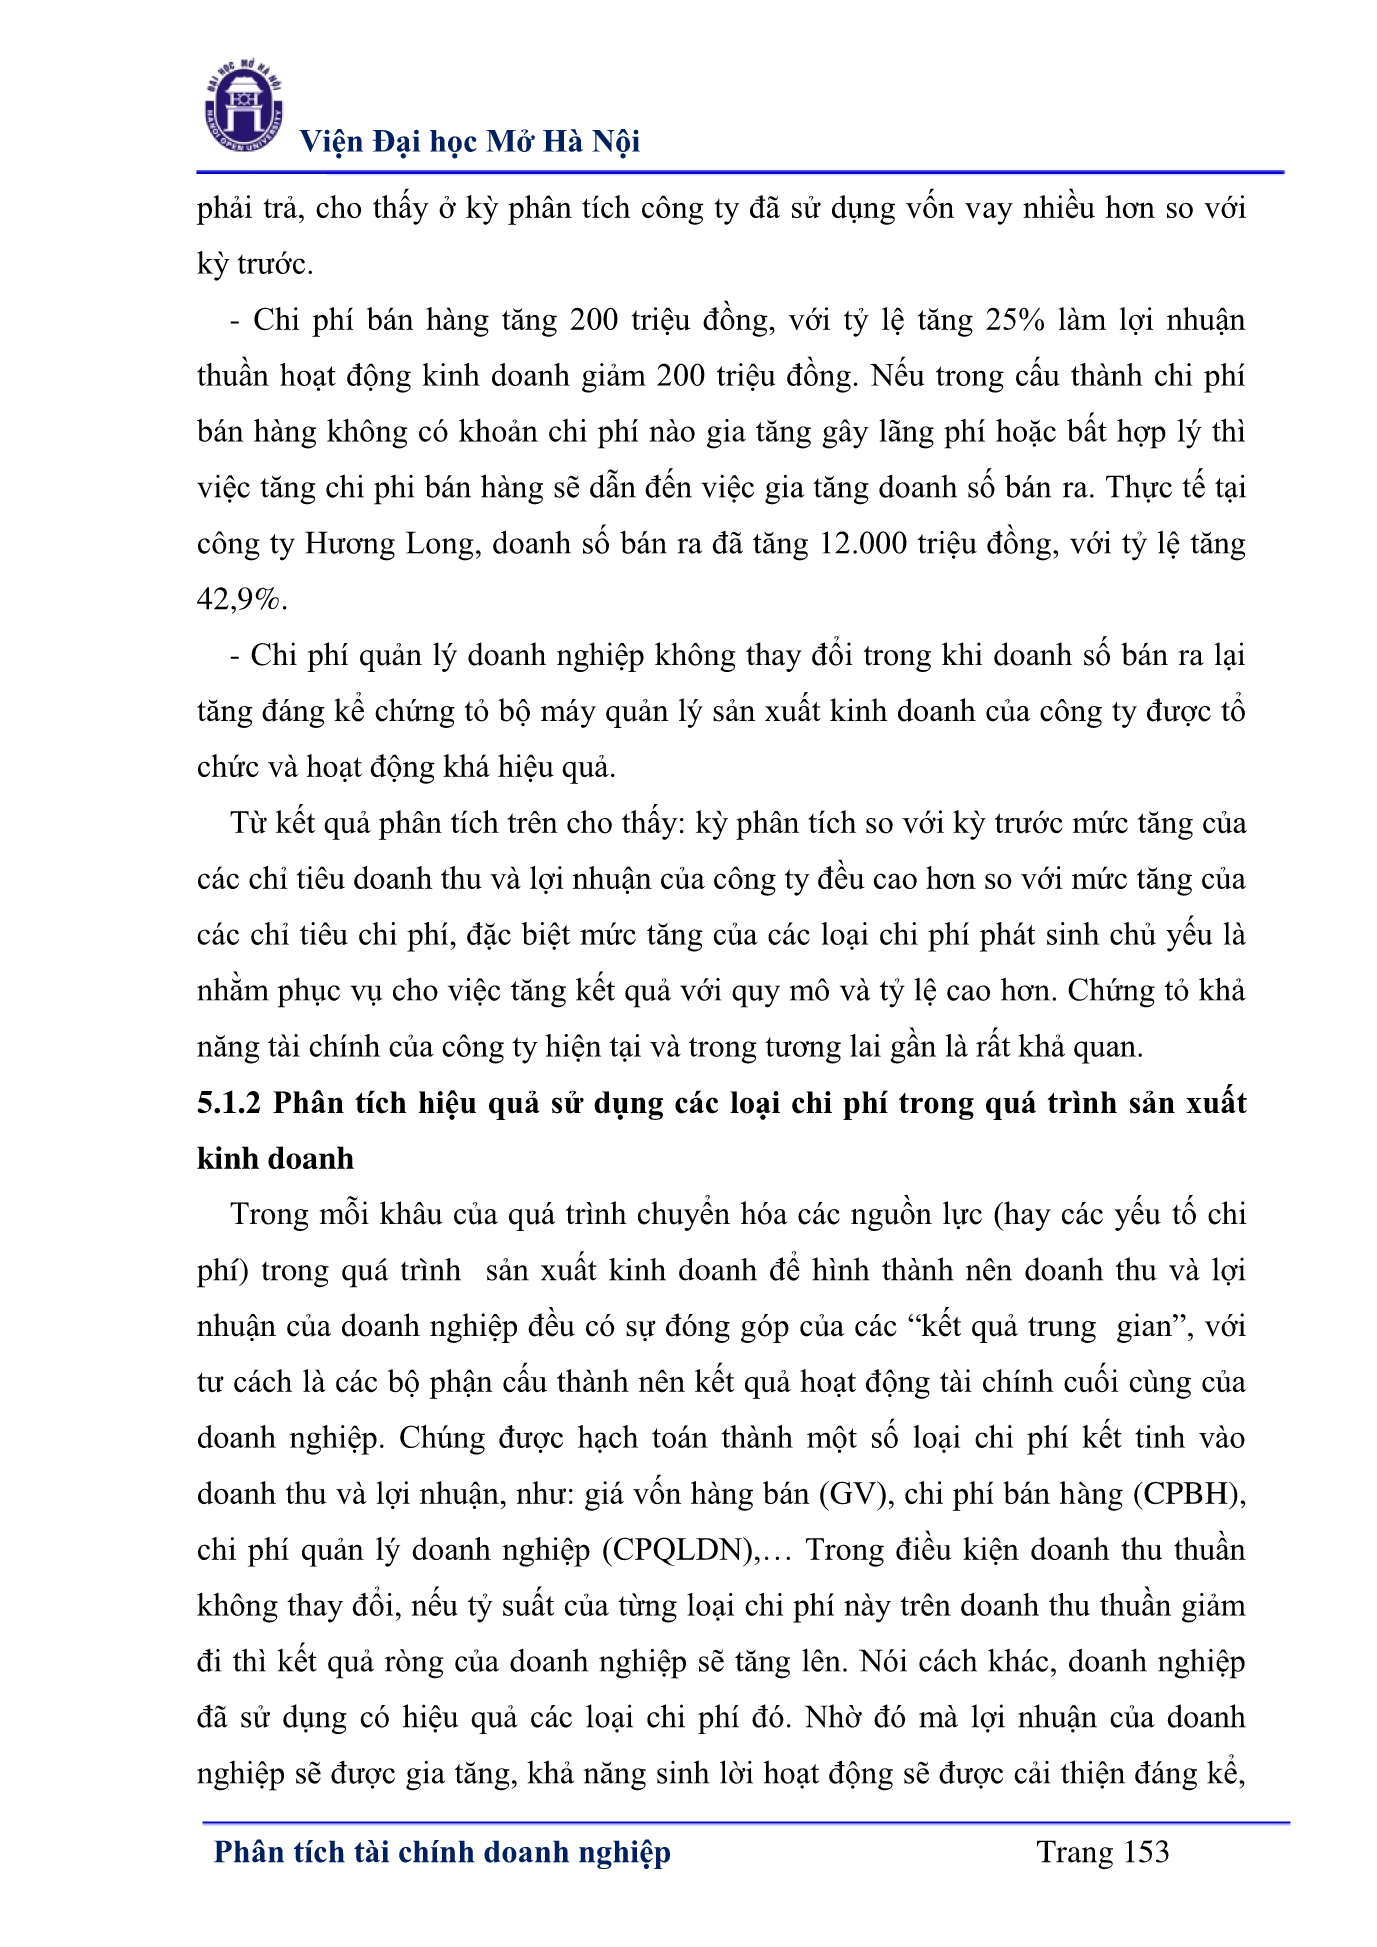 ĐẠI HỌC MỞ HÀ NỘI
HANOI OPEN UNIVERSITY
Viện Đại học Mở Hà Nội
phải trả, cho thấy ở kỳ phân tích công ty đã sử dụng vốn vay nhiều hơn so với
kỳ trước.
- Chi phí bán hàng tăng 200 triệu đồng, với tỷ lệ tăng 25% làm lợi nhuận
thuần hoạt động kinh doanh giảm 200 triệu đồng. Nếu trong cấu thành chi phí
bán hàng không có khoản chi phí nào gia tăng gây lãng phí hoặc bất hợp lý thì
việc tăng chi phi bán hàng sẽ dẫn đến việc gia tăng doanh số bán ra. Thực tế tại
công ty Hương Long, doanh số bán ra đã tăng 12.000 triệu đồng, với tỷ lệ tăng
42,9%.
- Chi phí quản lý doanh nghiệp không thay đổi trong khi doanh số bán ra lại
tăng đáng kể chứng tỏ bộ máy quản lý sản xuất kinh doanh của công ty được tổ
chức và hoạt động khá hiệu quả.
Từ kết quả phân tích trên cho thấy: kỳ phân tích so với kỳ trước mức tăng của
các chỉ tiêu doanh thu và lợi nhuận của công ty đều cao hơn so với mức tăng của
các chỉ tiêu chi phí, đặc biệt mức tăng của các loại chi phí phát sinh chủ yếu là
nhằm phục vụ cho việc tăng kết quả với quy mô và tỷ lệ cao hơn. Chứng tỏ khả
năng tài chính của công ty hiện tại và trong tương lai gần là rất khả quan.
5.1.2 Phân tích hiệu quả sử dụng các loại chi phí trong quá trình sản xuất
kinh doanh
Trong mỗi khâu của quá trình chuyển hóa các nguồn lực (hay các yếu tố chi
phí) trong quá trình sản xuất kinh doanh để hình thành nên doanh thu và lợi
nhuận của doanh nghiệp đều có sự đóng góp của các “kết quả trung gian”, với
tư cách là các bộ phận cấu thành nên kết quả hoạt động tài chính cuối cùng của
doanh nghiệp. Chúng được hạch toán thành một số loại chi phí kết tinh vào
doanh thu và lợi nhuận, như: giá vốn hàng bán (GV), chi phí bán hàng (CPBH),
chi phí quản lý doanh nghiệp (CPQLDN),… Trong điều kiện doanh thu thuần
không thay đổi, nếu tỷ suất của từng loại chi phí này trên doanh thu thuần giảm
đi thì kết quả ròng của doanh nghiệp sẽ tăng lên. Nói cách khác, doanh nghiệp
đã sử dụng có hiệu quả các loại chi phí đó. Nhờ đó mà lợi nhuận của doanh
nghiệp sẽ được gia tăng, khả năng sinh lời hoạt động sẽ được cải thiện đáng kể,
Phân tích tài chính doanh nghiệp Trang 153